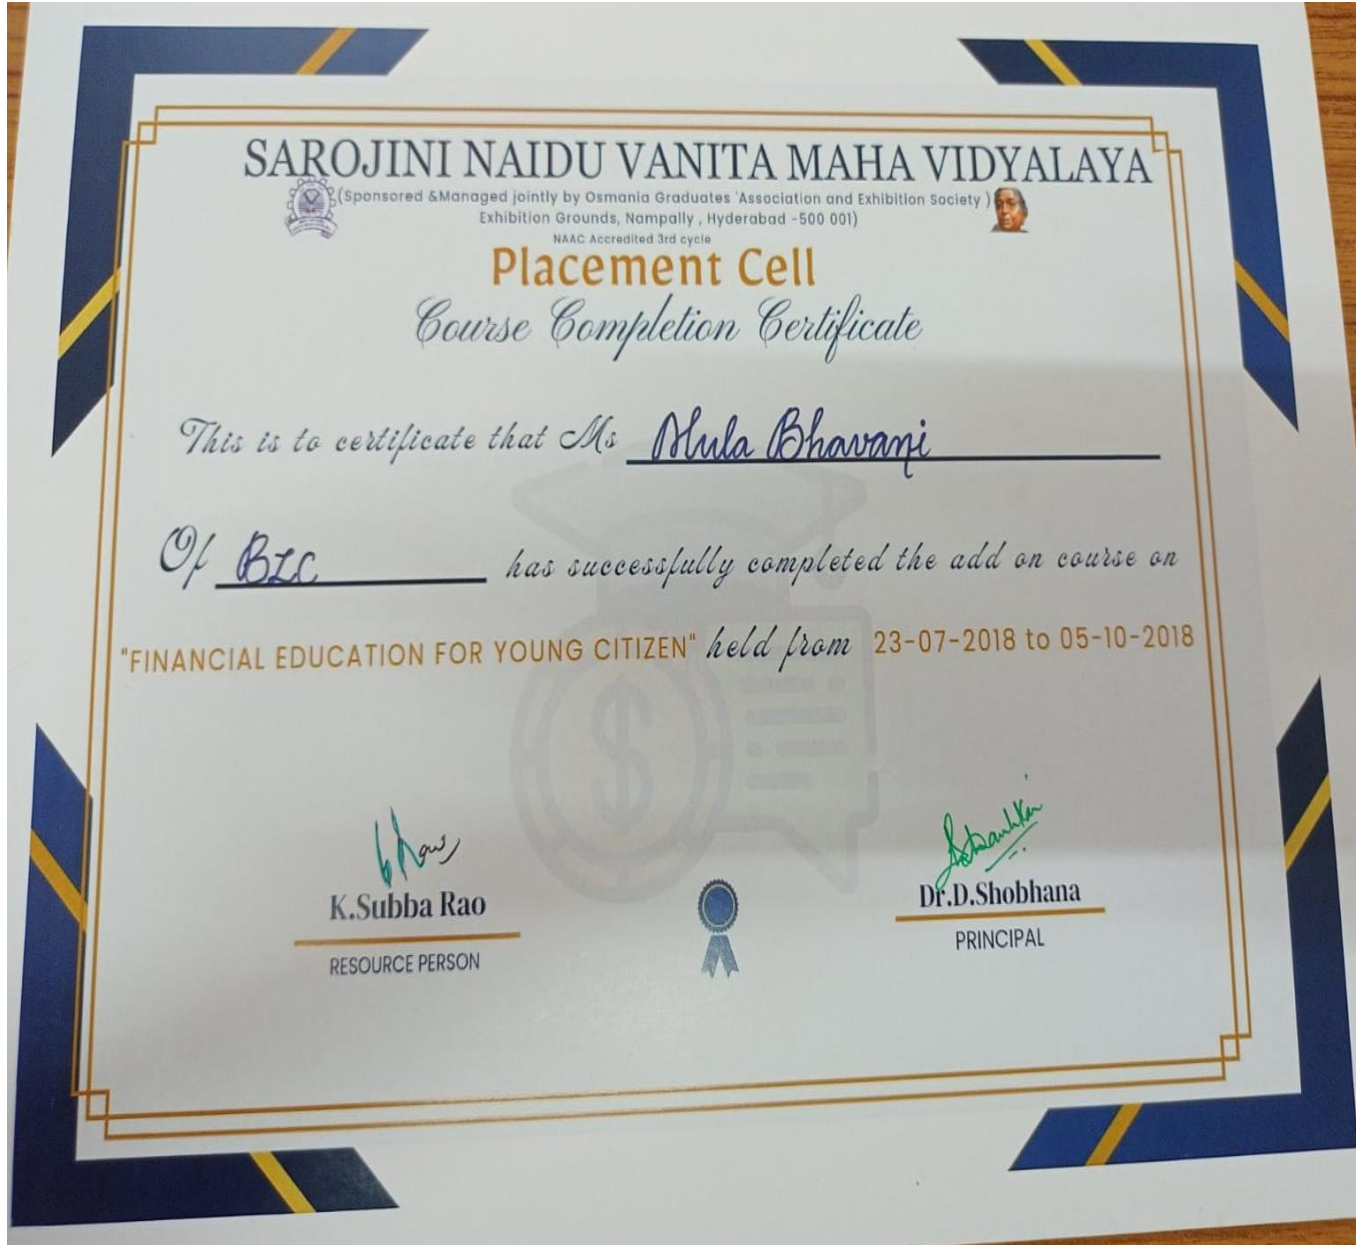 SAROJINI NAIDU VANITA MAHA VIDYALAYA
(Sponsored &Managed jointly by Osmania Graduates 'Association and Exhibition Society )
Exhibition Grounds, Nampally , Hyderabad -500 001)
NAAC Accredited 3rd cycle
Placement Cell
Course Completion Certificate
This is to certificate that Ms Alula Bhavani
Of BZC has successfully completed the add on course on
"FINANCIAL EDUCATION FOR YOUNG CITIZEN" held from 23-07-2018 to 05-10-2018
K.Subba Rao
RESOURCE PERSON
Dr.D.Shobhana
PRINCIPAL